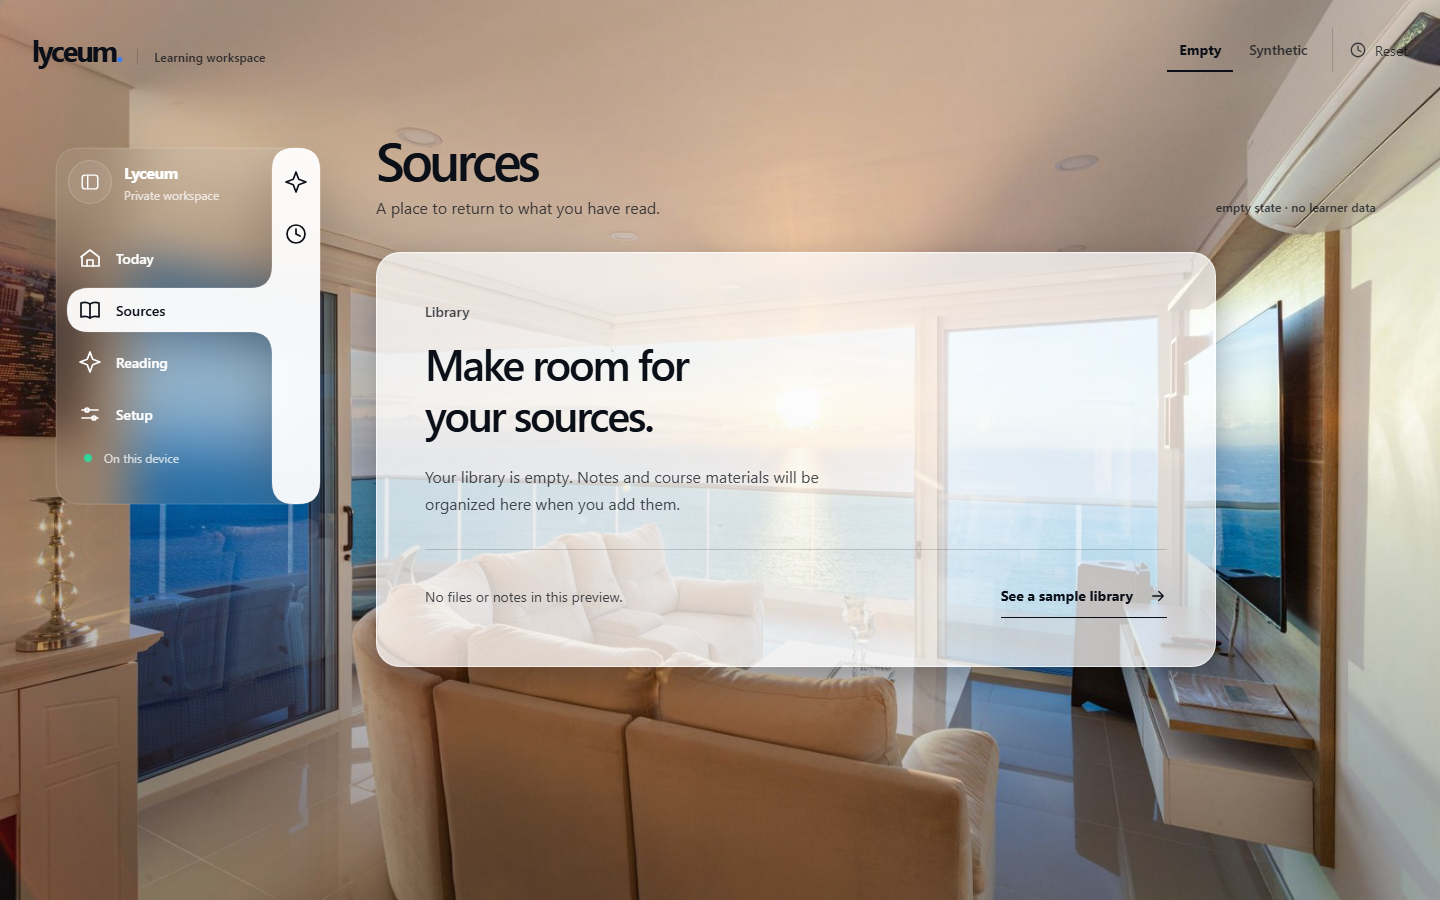 lyceum.
Learning workspace
Empty
Synthetic
Reset
Lyceum
Private workspace
Today
Sources
Reading
Setup
On this device
Sources
A place to return to what you have read.
empty state · no learner data
Library
Make room for
your sources.
Your library is empty. Notes and course materials will be
organized here when you add them.
No files or notes in this preview.
See a sample library